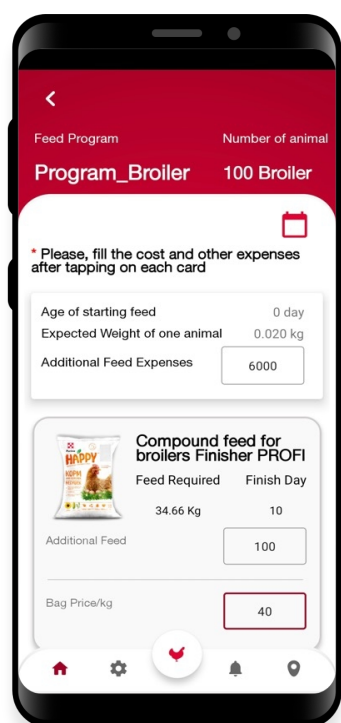 Feed Program Number of animal
Program_Broiler 100 Broiler
* Please, fill the cost and other expenses
after tapping on each card
Age of starting feed 0 day
Expected Weight of one animal 0.020 kg
Additional Feed Expenses 6000
HAPPY
Compound feed for
broilers Finisher PROFI
Feed Required Finish Day
34.66 Kg 10
Additional Feed 100
Bag Price/kg 40